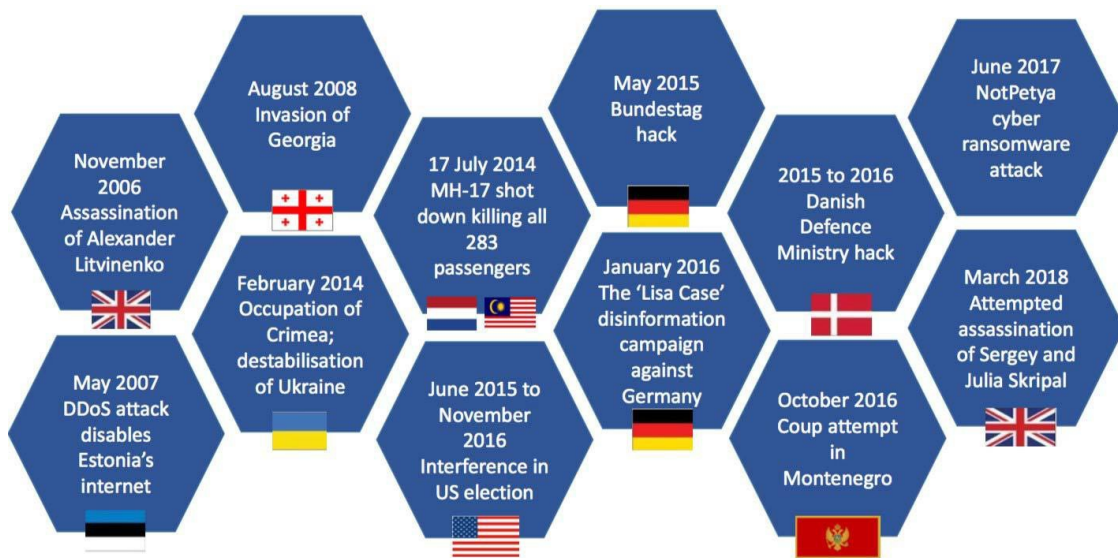 November
2006
Assassination
of Alexander
Litvinenko
May 2007
DDoS attack
disables
Estonia’s
internet
August 2008
Invasion of
Georgia
February 2014
Occupation of
Crimea;
destabilisation
of Ukraine
17 July 2014
MH-17 shot
down killing all
283
passengers
June 2015 to
November
2016
Interference in
US election
May 2015
Bundestag
hack
January 2016
The ‘Lisa Case’
disinformation
campaign
against
Germany
2015 to 2016
Danish
Defence
Ministry hack
October 2016
Coup attempt
in
Montenegro
June 2017
NotPetya
cyber
ransomware
attack
March 2018
Attempted
assassination
of Sergey and
Julia Skripal